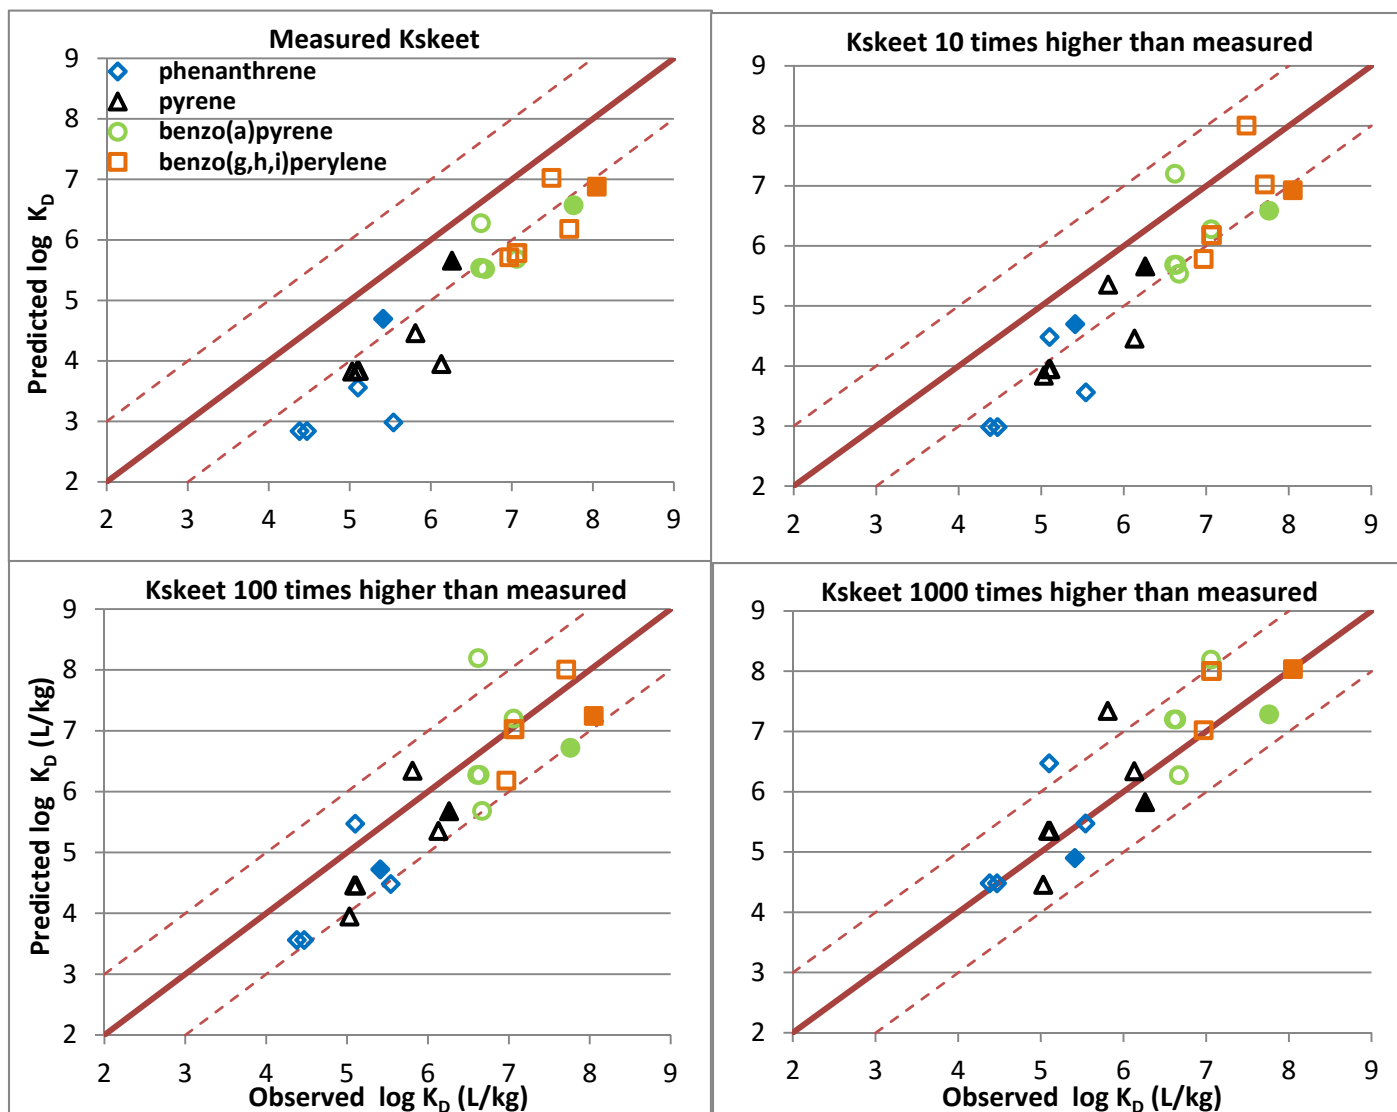 Measured Kskeet
9
8
7
6
5
4
3
2
phenanthrene
pyrene
benzo(a)pyrene
benzo(g,h,i)perylene
Predicted log K_D
2 3 4 5 6 7 8 9
Kskeet 10 times higher than measured
9
8
7
6
5
4
3
2
2 3 4 5 6 7 8 9
Kskeet 100 times higher than measured
9
8
7
6
5
4
3
2
Predicted log K_D (L/kg)
2 3 4 5 6 7 8 9
Observed log K_D (L/kg)
Kskeet 1000 times higher than measured
9
8
7
6
5
4
3
2
2 3 4 5 6 7 8 9
Observed log K_D (L/kg)